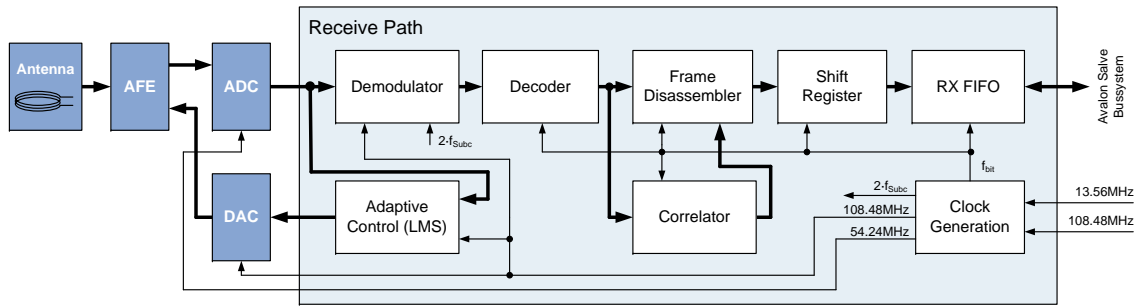 Receive Path
Antenna
AFE
ADC
Demodulator
Decoder
Frame
Disassembler
Shift
Register
RX FIFO
Avalon Salve
Bussystem
2·fSubc
fbit
DAC
Adaptive
Control (LMS)
Correlator
2·fSubc
108.48MHz
54.24MHz
Clock
Generation
13.56MHz
108.48MHz